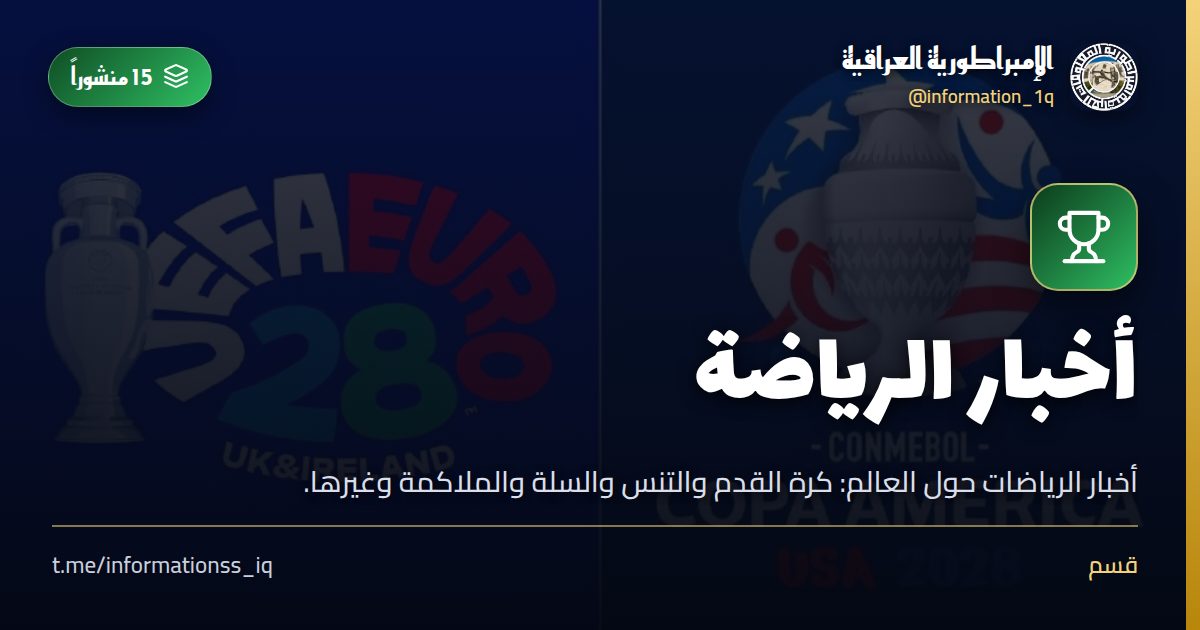 الإمبراطورية العراقية
@information_1q
15 منشوراً
UEFA EURO
28
™
UK&IRELAND
أخبار الرياضة
-CONMEBOL-
COPA AMERICA
USA 2028
أخبار الرياضات حول العالم: كرة القدم والتنس والسلة والملاكمة وغيرها.
قسم
t.me/informationss_iq